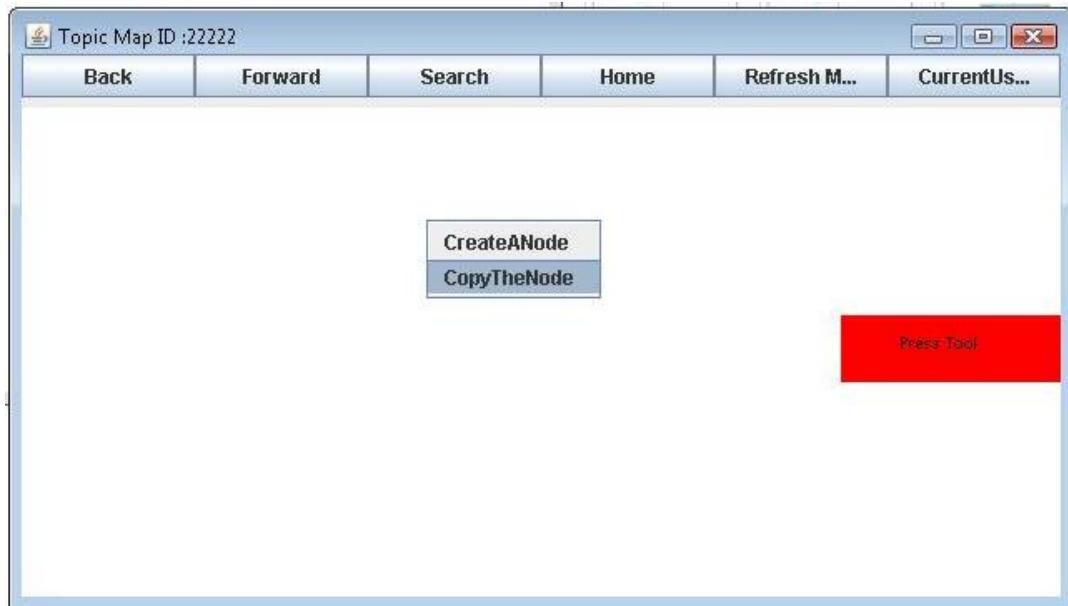 Topic Map ID :22222
Back Forward Search Home Refresh M... CurrentUs...
CreateANode
CopyTheNode
Press Tool